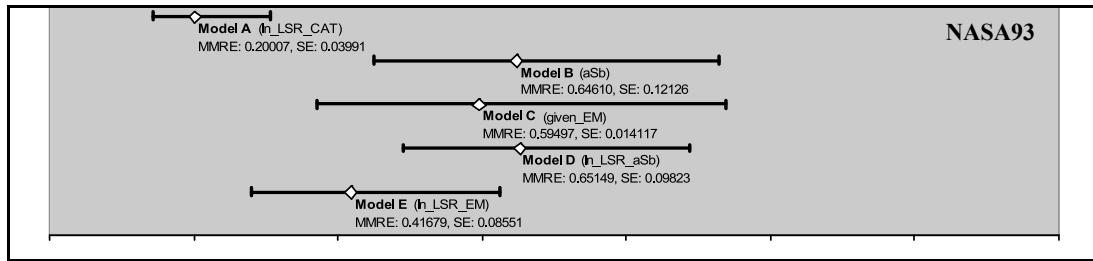 NASA93
Model A (ln_LSR_CAT)
MMRE: 0.20007, SE: 0.03991
Model B (aSb)
MMRE: 0.64610, SE: 0.12126
Model C (given_EM)
MMRE: 0.59497, SE: 0.014117
Model D (ln_LSR_aSb)
MMRE: 0.65149, SE: 0.09823
Model E (ln_LSR_EM)
MMRE: 0.41679, SE: 0.08551